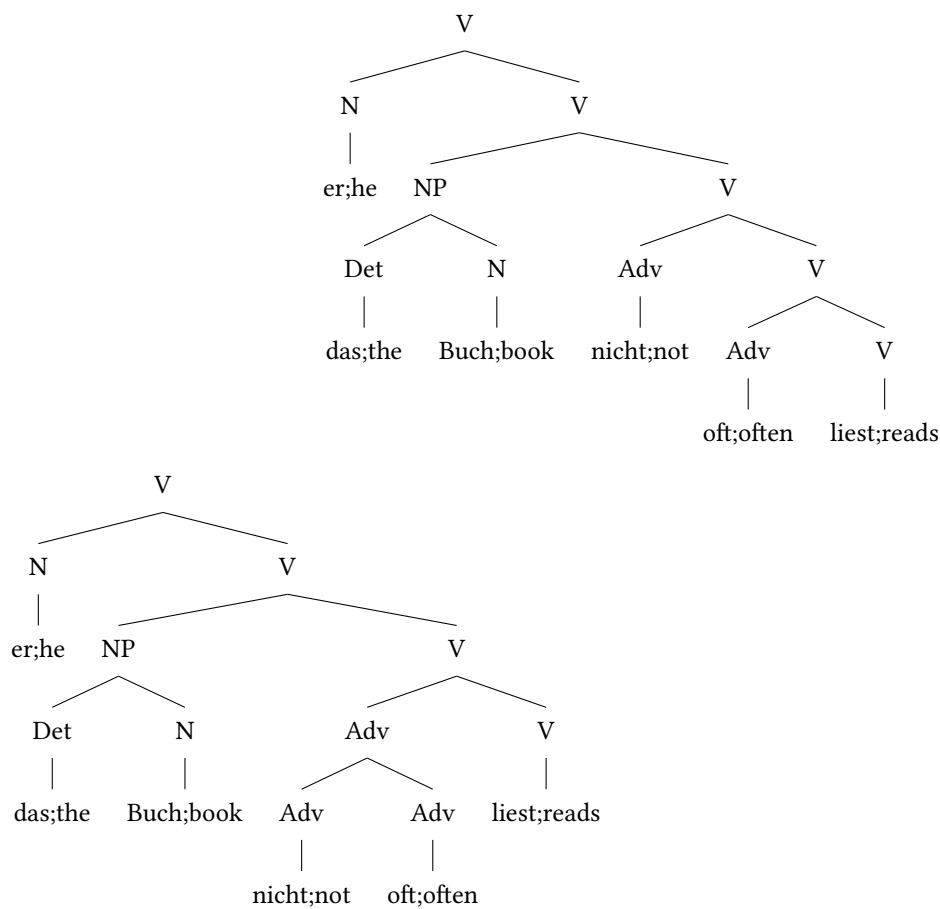 V
N V
er;he NP V
Det N Adv V
das;the Buch;book nicht;not Adv V
oft;often liest;reads
V
N V
er;he NP V
Det N Adv V
das;the Buch;book Adv Adv liest;reads
nicht;not oft;often